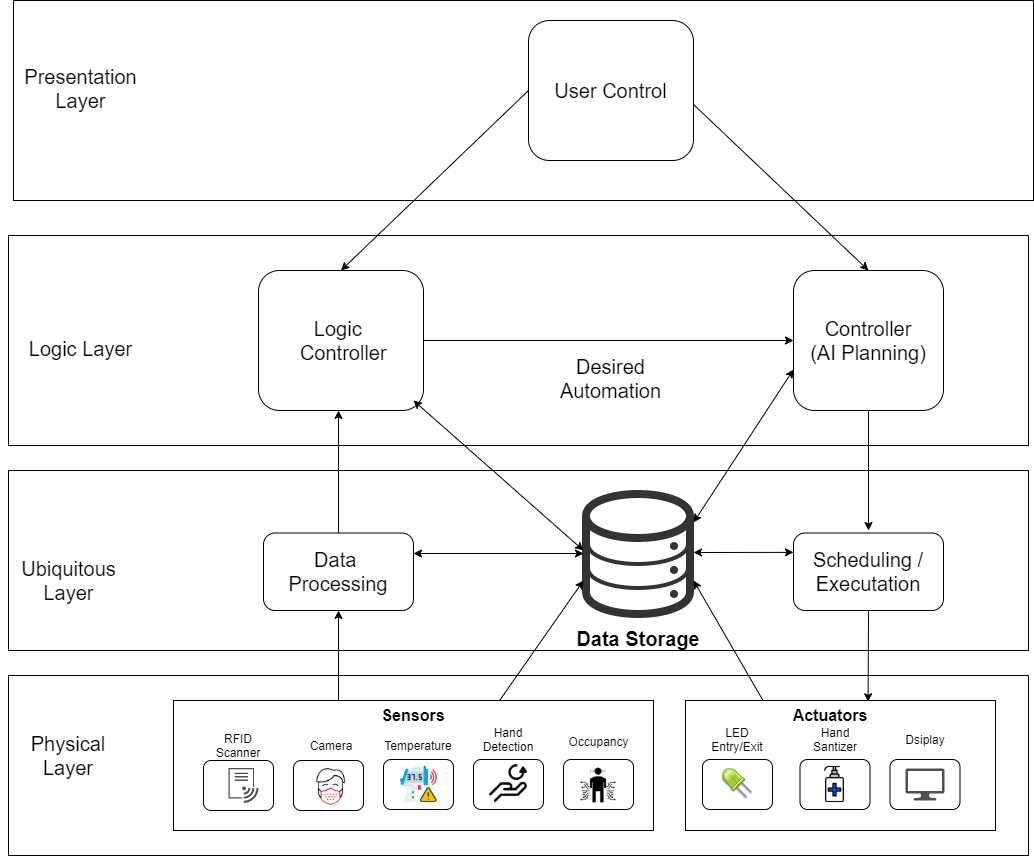 Presentation
Layer
User Control
Logic Layer
Logic
Controller
Controller
(AI Planning)
Desired
Automation
Ubiquitous
Layer
Data
Processing
Data Storage
Scheduling /
Executation
Physical
Layer
Sensors
RFID
Scanner
Camera
Temperature
Hand
Detection
Occupancy
31.5
Actuators
LED
Entry/Exit
Hand
Santizer
Dsiplay